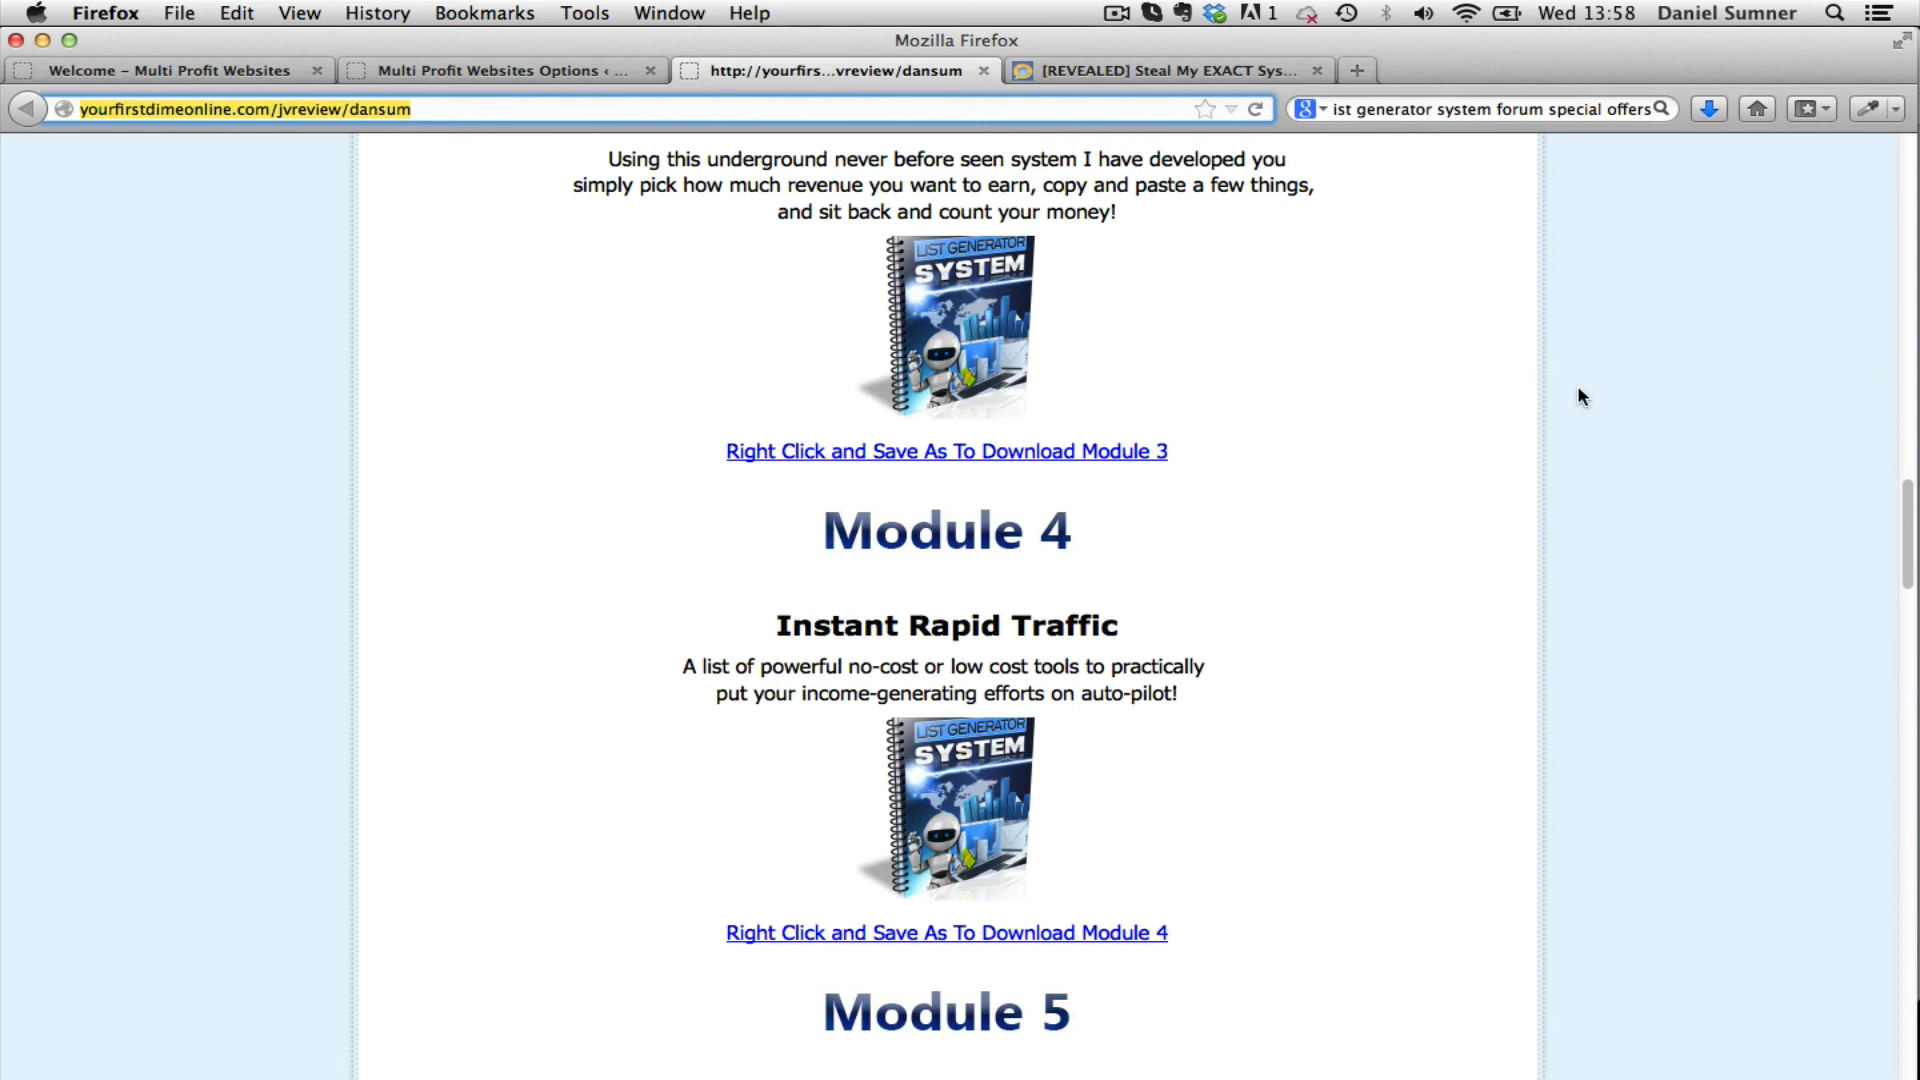 Firefox File Edit View History Bookmarks Tools Window Help 1 Wed 13:58 Daniel Sumner
Mozilla Firefox
Welcome – Multi Profit Websites Multi Profit Websites Options ‹ ... http://yourfirs...vreview/dansum [REVEALED] Steal My EXACT Sys...
yourfirstdimeonline.com/jvreview/dansum ist generator system forum special offers
Using this underground never before seen system I have developed you
simply pick how much revenue you want to earn, copy and paste a few things,
and sit back and count your money!
LIST GENERATOR
SYSTEM
Right Click and Save As To Download Module 3
Module 4
Instant Rapid Traffic
A list of powerful no-cost or low cost tools to practically
put your income-generating efforts on auto-pilot!
LIST GENERATOR
SYSTEM
Right Click and Save As To Download Module 4
Module 5